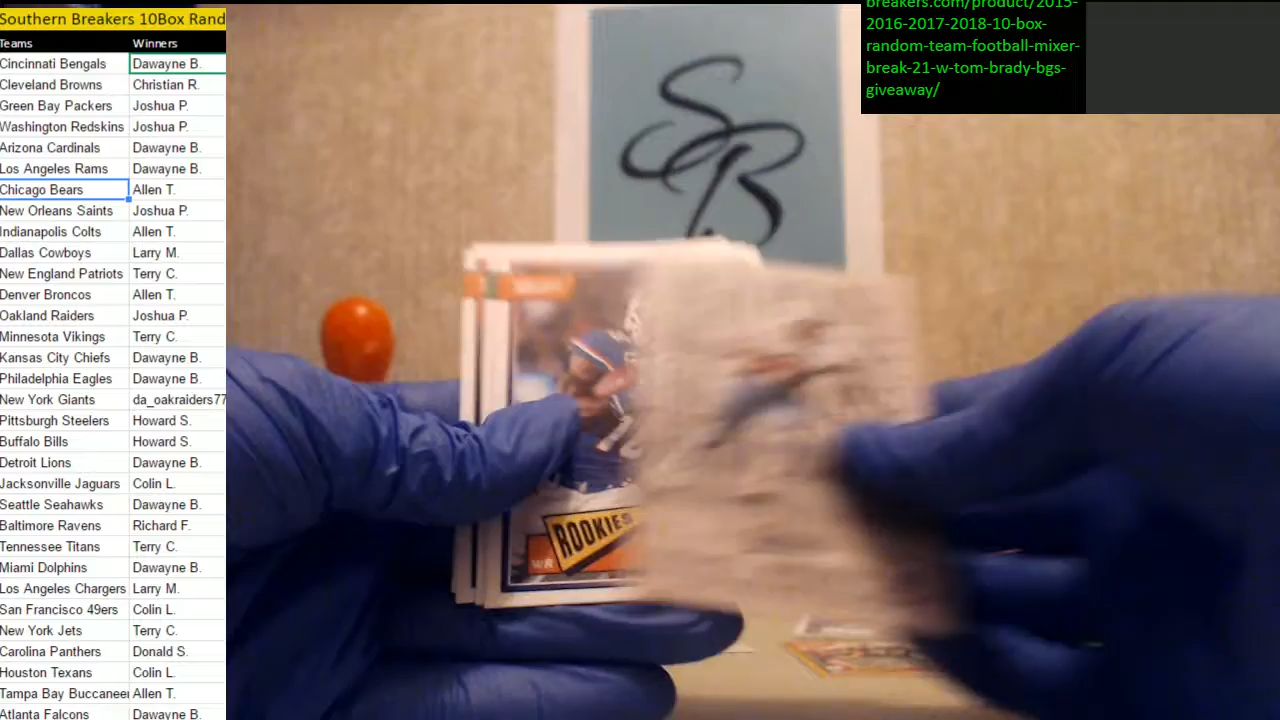 Southern Breakers 10Box Rand
Teams Winners
Cincinnati Bengals Dawayne B.
Cleveland Browns Christian R.
Green Bay Packers Joshua P.
Washington Redskins Joshua P.
Arizona Cardinals Dawayne B.
Los Angeles Rams Dawayne B.
Chicago Bears Allen T.
New Orleans Saints Joshua P.
Indianapolis Colts Allen T.
Dallas Cowboys Larry M.
New England Patriots Terry C.
Denver Broncos Allen T.
Oakland Raiders Joshua P.
Minnesota Vikings Terry C.
Kansas City Chiefs Dawayne B.
Philadelphia Eagles Dawayne B.
New York Giants da_oakraiders77
Pittsburgh Steelers Howard S.
Buffalo Bills Howard S.
Detroit Lions Dawayne B.
Jacksonville Jaguars Colin L.
Seattle Seahawks Dawayne B.
Baltimore Ravens Richard F.
Tennessee Titans Terry C.
Miami Dolphins Dawayne B.
Los Angeles Chargers Larry M.
San Francisco 49ers Colin L.
New York Jets Terry C.
Carolina Panthers Donald S.
Houston Texans Colin L.
Tampa Bay Buccaneer Allen T.
Atlanta Falcons Dawayne B.
breakers.com/product/2015-
2016-2017-2018-10-box-
random-team-football-mixer-
break-21-w-tom-brady-bgs-
giveaway/
SB
ROOKIES
WR